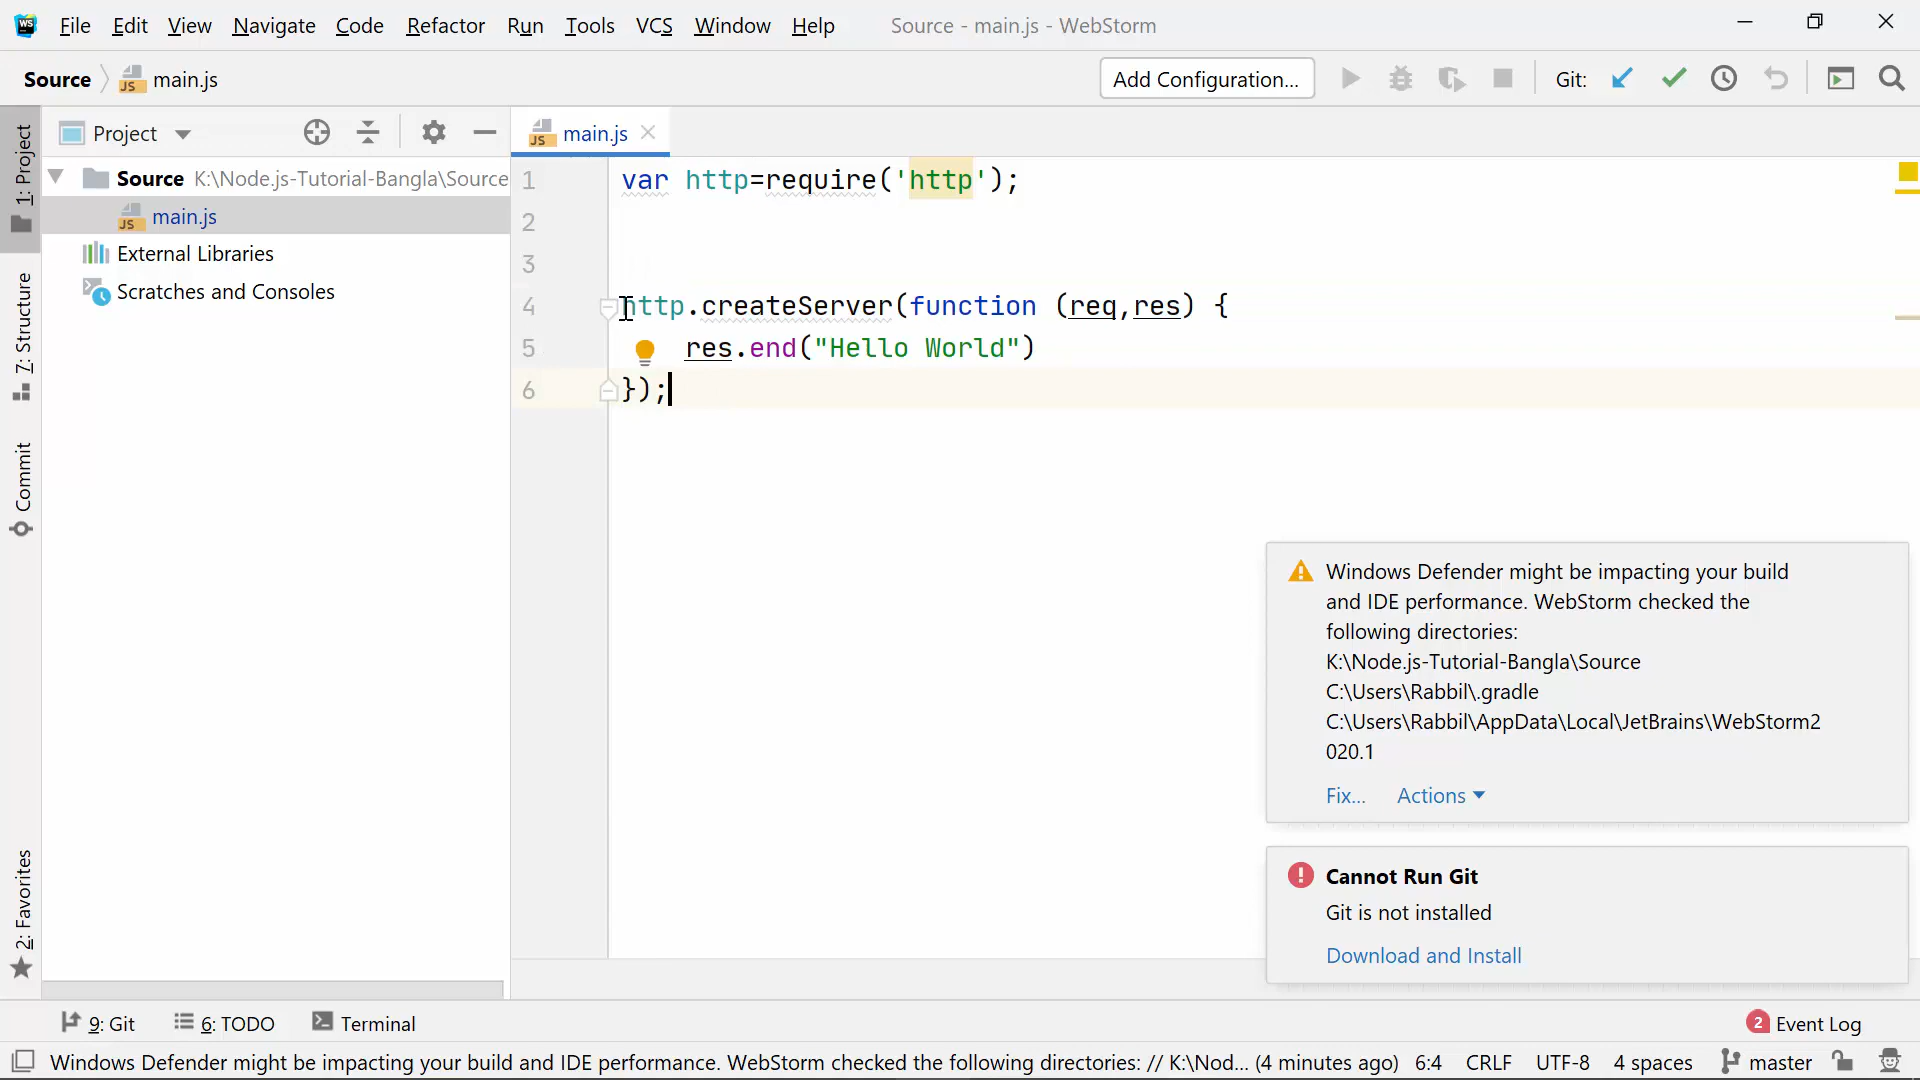 WS File Edit View Navigate Code Refactor Run Tools VCS Window Help Source - main.js - WebStorm
Source main.js Add Configuration... Git:
1: Project
7: Structure
Commit
2: Favorites
Project
Source K:\Node.js-Tutorial-Bangla\Source
main.js
External Libraries
Scratches and Consoles
main.js
1 var http=require('http');
2
3
4 http.createServer(function (req,res) {
5 res.end("Hello World")
6 });
Windows Defender might be impacting your build
and IDE performance. WebStorm checked the
following directories:
K:\Node.js-Tutorial-Bangla\Source
C:\Users\Rabbil\.gradle
C:\Users\Rabbil\AppData\Local\JetBrains\WebStorm2
020.1
Fix... Actions
Cannot Run Git
Git is not installed
Download and Install
9: Git 6: TODO Terminal 2 Event Log
Windows Defender might be impacting your build and IDE performance. WebStorm checked the following directories: // K:\Nod... (4 minutes ago) 6:4 CRLF UTF-8 4 spaces master